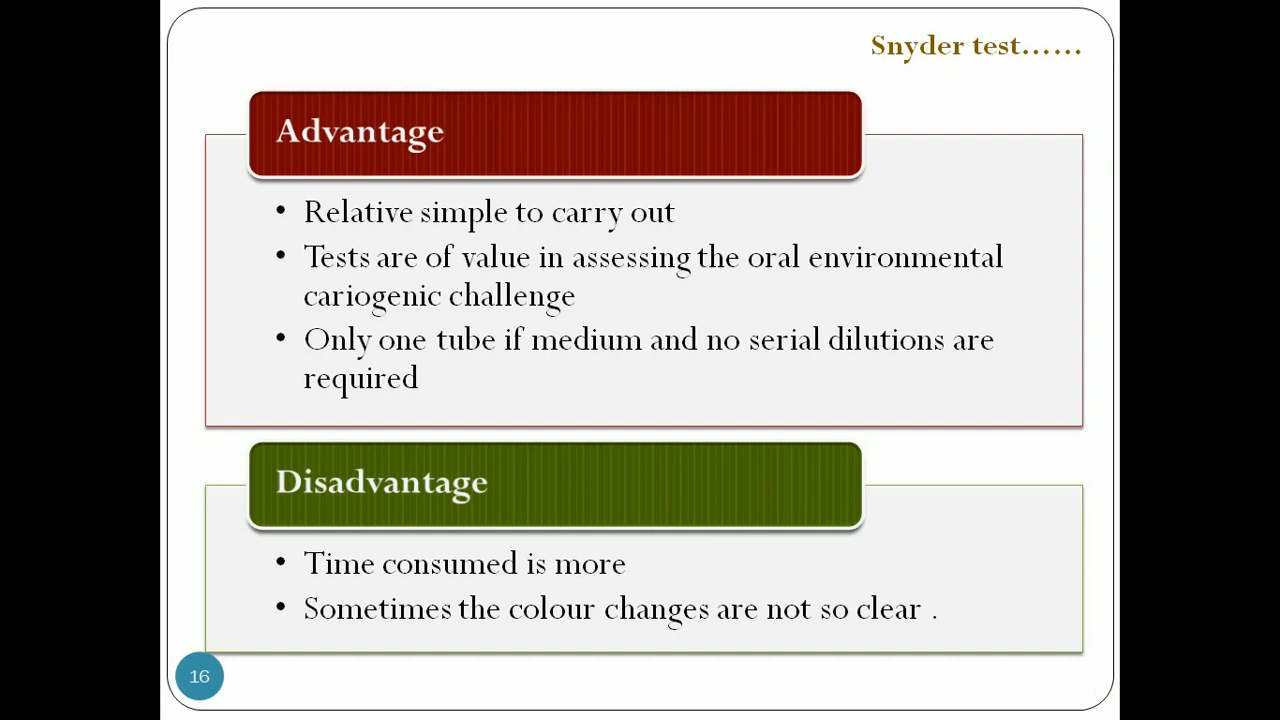 Snyder test......
Advantage
• Relative simple to carry out
• Tests are of value in assessing the oral environmental
cariogenic challenge
• Only one tube if medium and no serial dilutions are
required
Disadvantage
• Time consumed is more
• Sometimes the colour changes are not so clear .
16